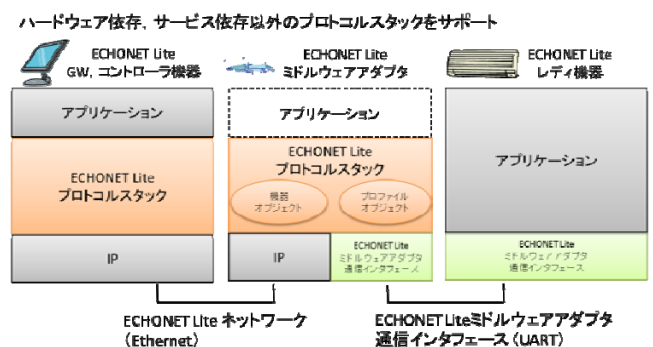 ハードウェア依存，サービス依存以外のプロトコルスタックをサポート
ECHONET Lite
GW，コントローラ機器
ECHONET Lite
ミドルウェアアダプタ
ECHONET Lite
レディ機器
アプリケーション
ECHONET Lite
プロトコルスタック
IP
アプリケーション
ECHONET Lite
プロトコルスタック
機器
オブジェクト
プロファイル
オブジェクト
IP
ECHONET Lite
ミドルウェアアダプタ
通信インタフェース
アプリケーション
ECHONET Lite
ミドルウェアアダプタ
通信インタフェース
ECHONET Lite ネットワーク
（Ethernet）
ECHONET Liteミドルウェアアダプタ
通信インタフェース（UART）